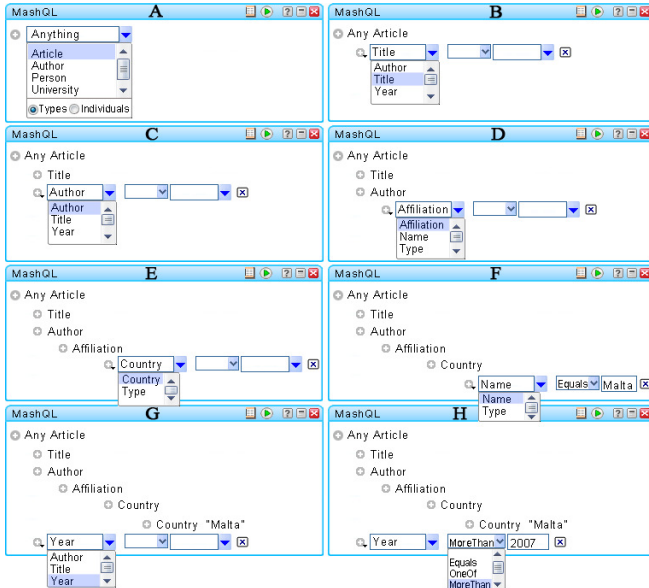 MashQL A
Anything
Article
Author
Person
University
Types Individuals
MashQL B
Any Article
Title
Author
Title
Year
MashQL C
Any Article
Title
Author
Author
Title
Year
MashQL D
Any Article
Title
Author
Affiliation
Affiliation
Name
Type
MashQL E
Any Article
Title
Author
Affiliation
Country
Country
Type
MashQL F
Any Article
Title
Author
Affiliation
Country
Name Equals Malta
Name
Type
MashQL G
Any Article
Title
Author
Affiliation
Country
Country "Malta"
Year
Author
Title
Year
MashQL H
Any Article
Title
Author
Affiliation
Country
Country "Malta"
Year MoreThan 2007
Equals
OneOf
MoreThan